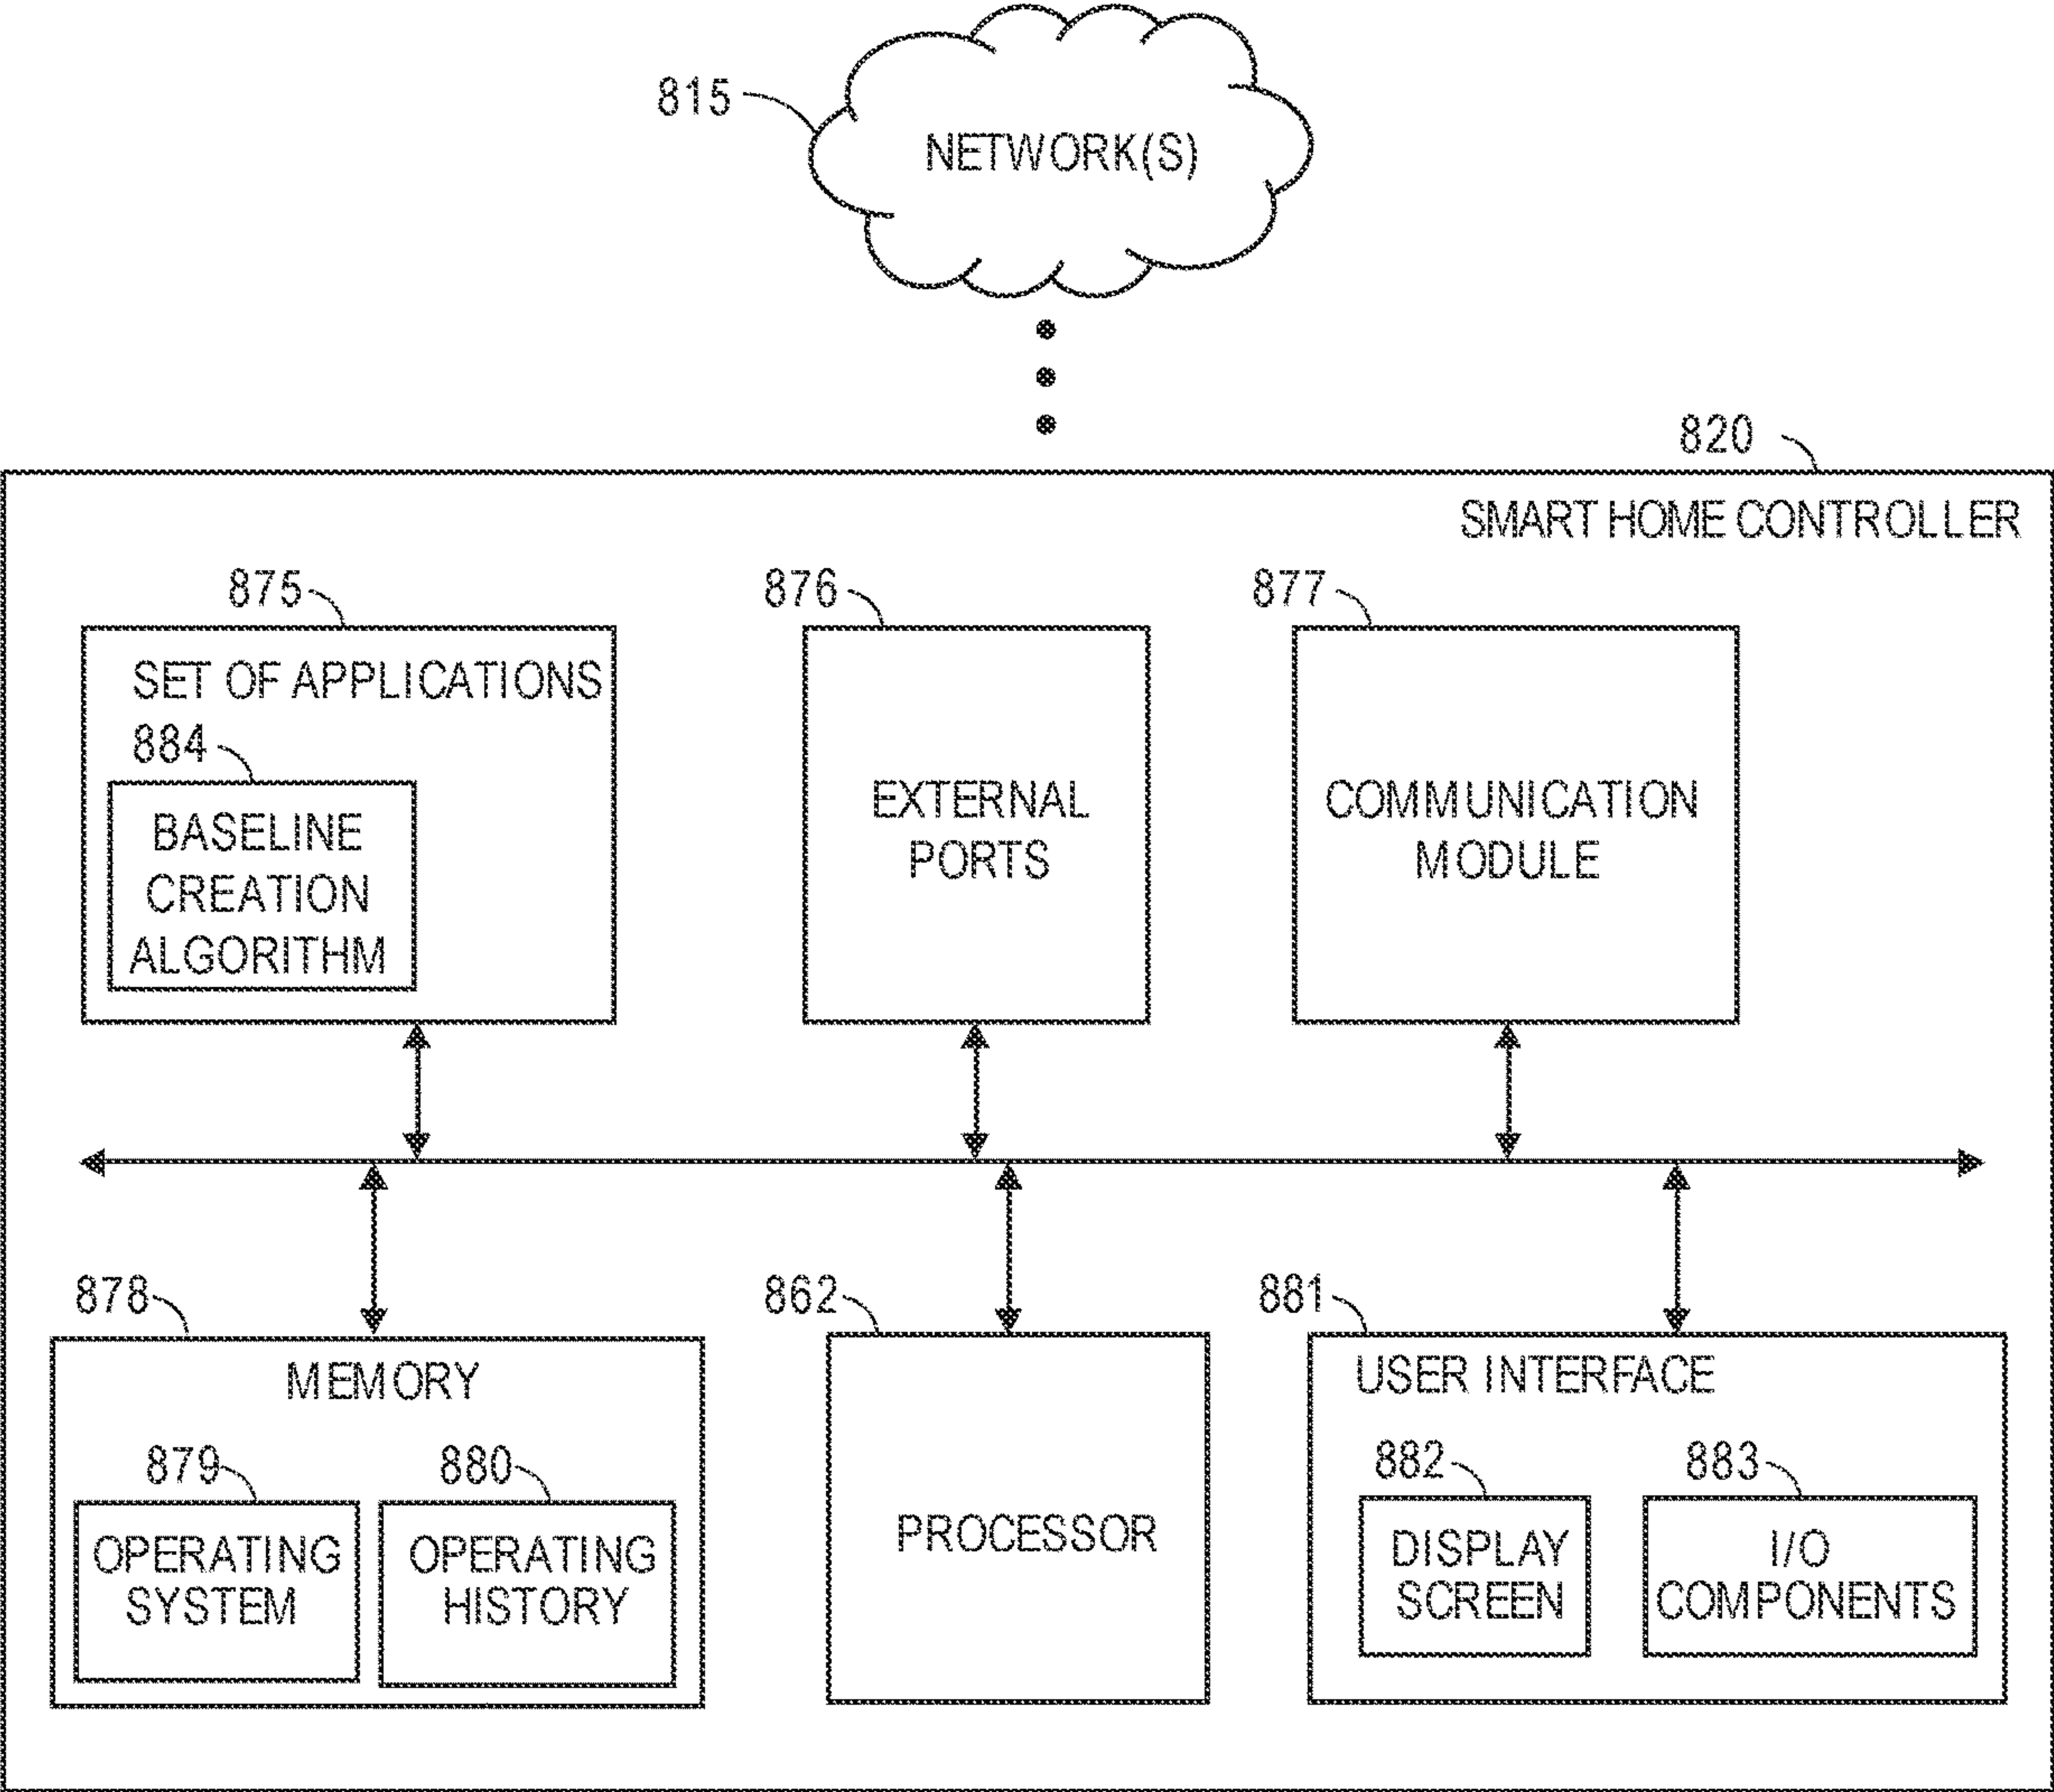 815
NETWORK(S)
820
SMART HOME CONTROLLER
875
SET OF APPLICATIONS
884
BASELINE
CREATION
ALGORITHM
876
EXTERNAL
PORTS
877
COMMUNICATION
MODULE
878
MEMORY
879
OPERATING
SYSTEM
880
OPERATING
HISTORY
862
PROCESSOR
881
USER INTERFACE
882
DISPLAY
SCREEN
883
I/O
COMPONENTS